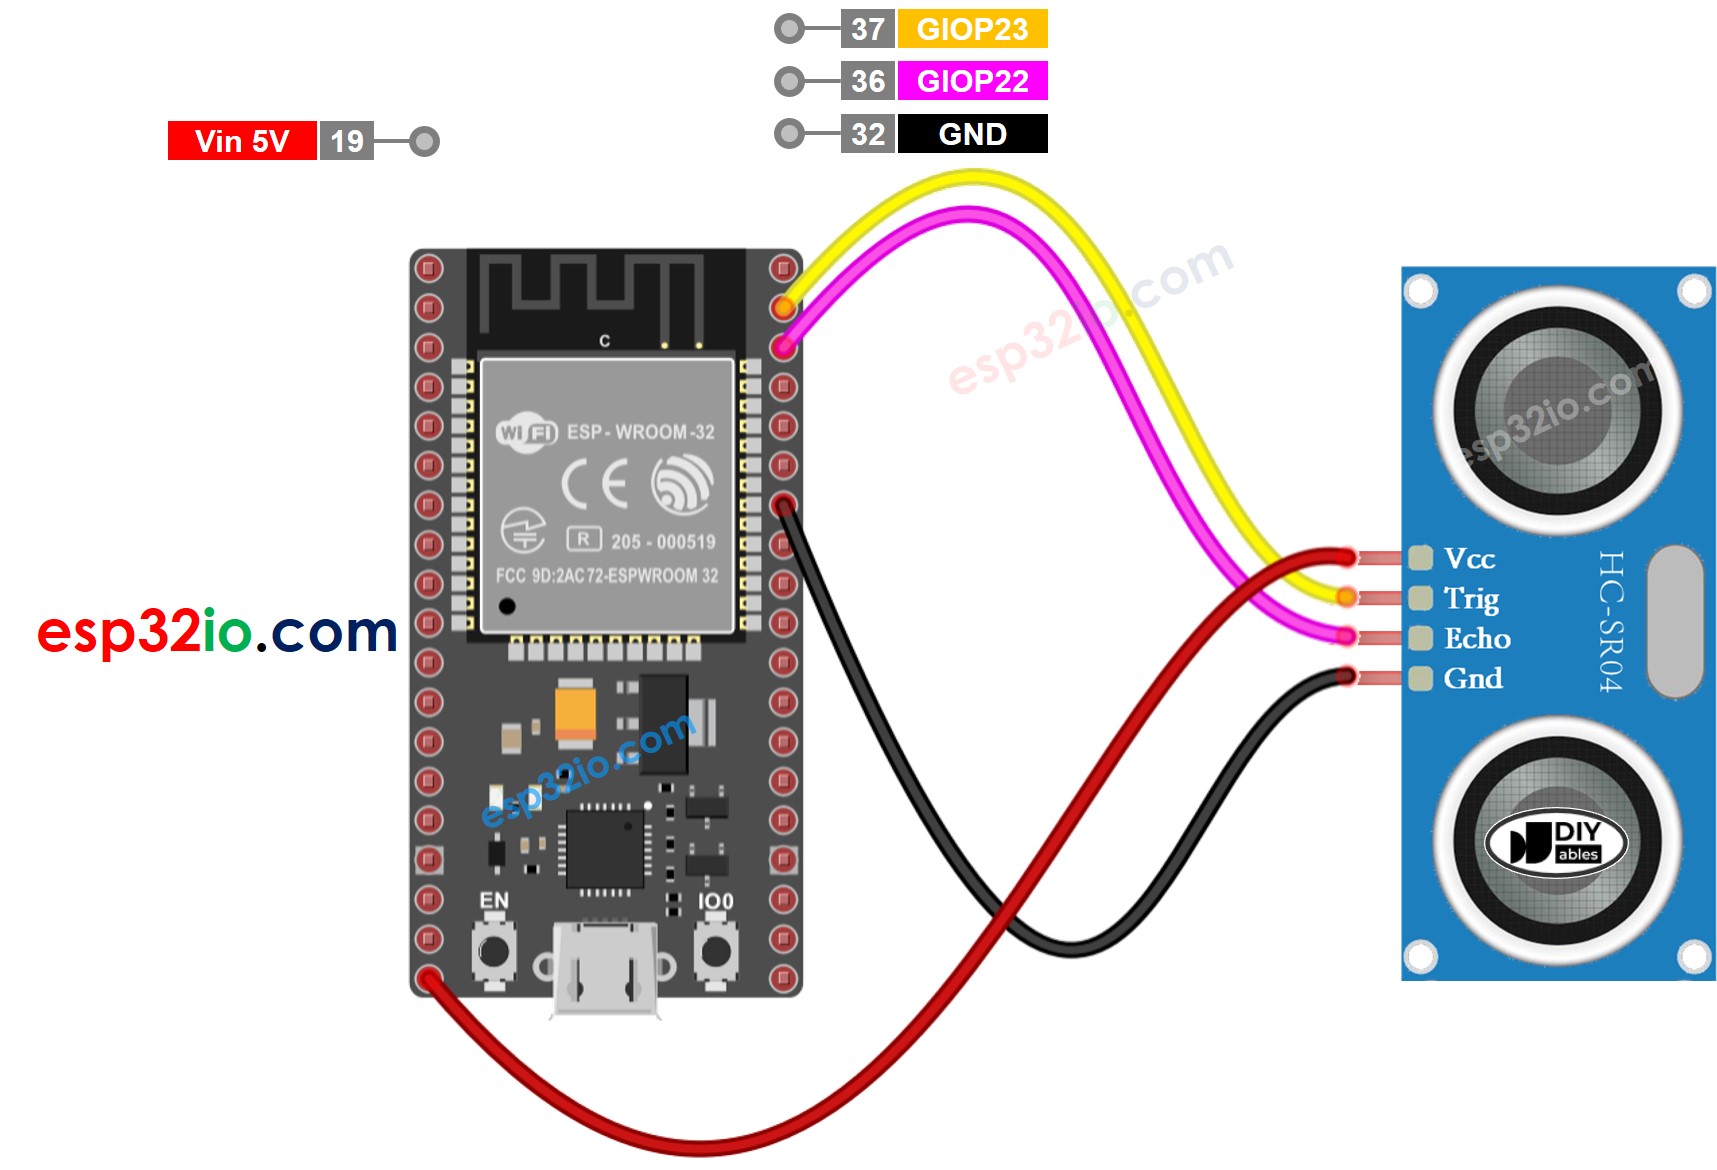 37 GIOP23
36 GIOP22
32 GND
Vin 5V 19
esp32io.com
C
WiFi ESP-WROOM-32
CE
R 205-000519
FCC 9D:2AC72-ESPWROOM 32
esp32io.com
esp32io.com
EN
IO0
esp32io.com
Vcc
Trig
Echo
Gnd
HC-SR04
DIY
ables